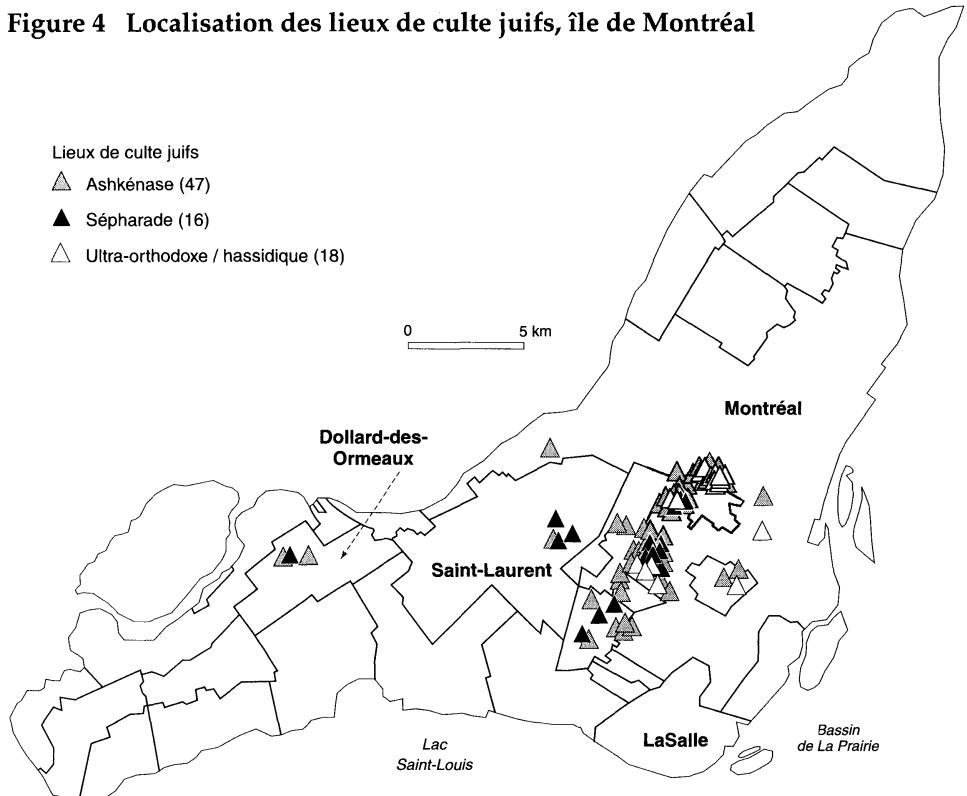 Figure 4 Localisation des lieux de culte juifs, île de Montréal
Lieux de culte juifs
Ashkénase (47)
Sépharade (16)
Ultra-orthodoxe / hassidique (18)
0 5 km
Montréal
Dollard-des-
Ormeaux
Saint-Laurent
LaSalle
Bassin
de La Prairie
Lac
Saint-Louis